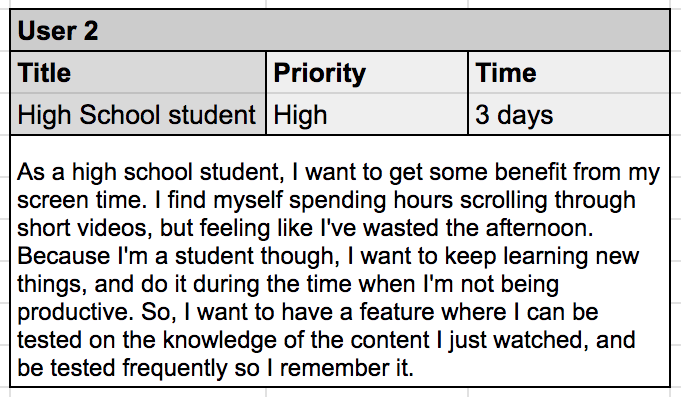 User 2
Title Priority Time
High School student High 3 days
As a high school student, I want to get some benefit from my
screen time. I find myself spending hours scrolling through
short videos, but feeling like I've wasted the afternoon.
Because I'm a student though, I want to keep learning new
things, and do it during the time when I'm not being
productive. So, I want to have a feature where I can be
tested on the knowledge of the content I just watched, and
be tested frequently so I remember it.